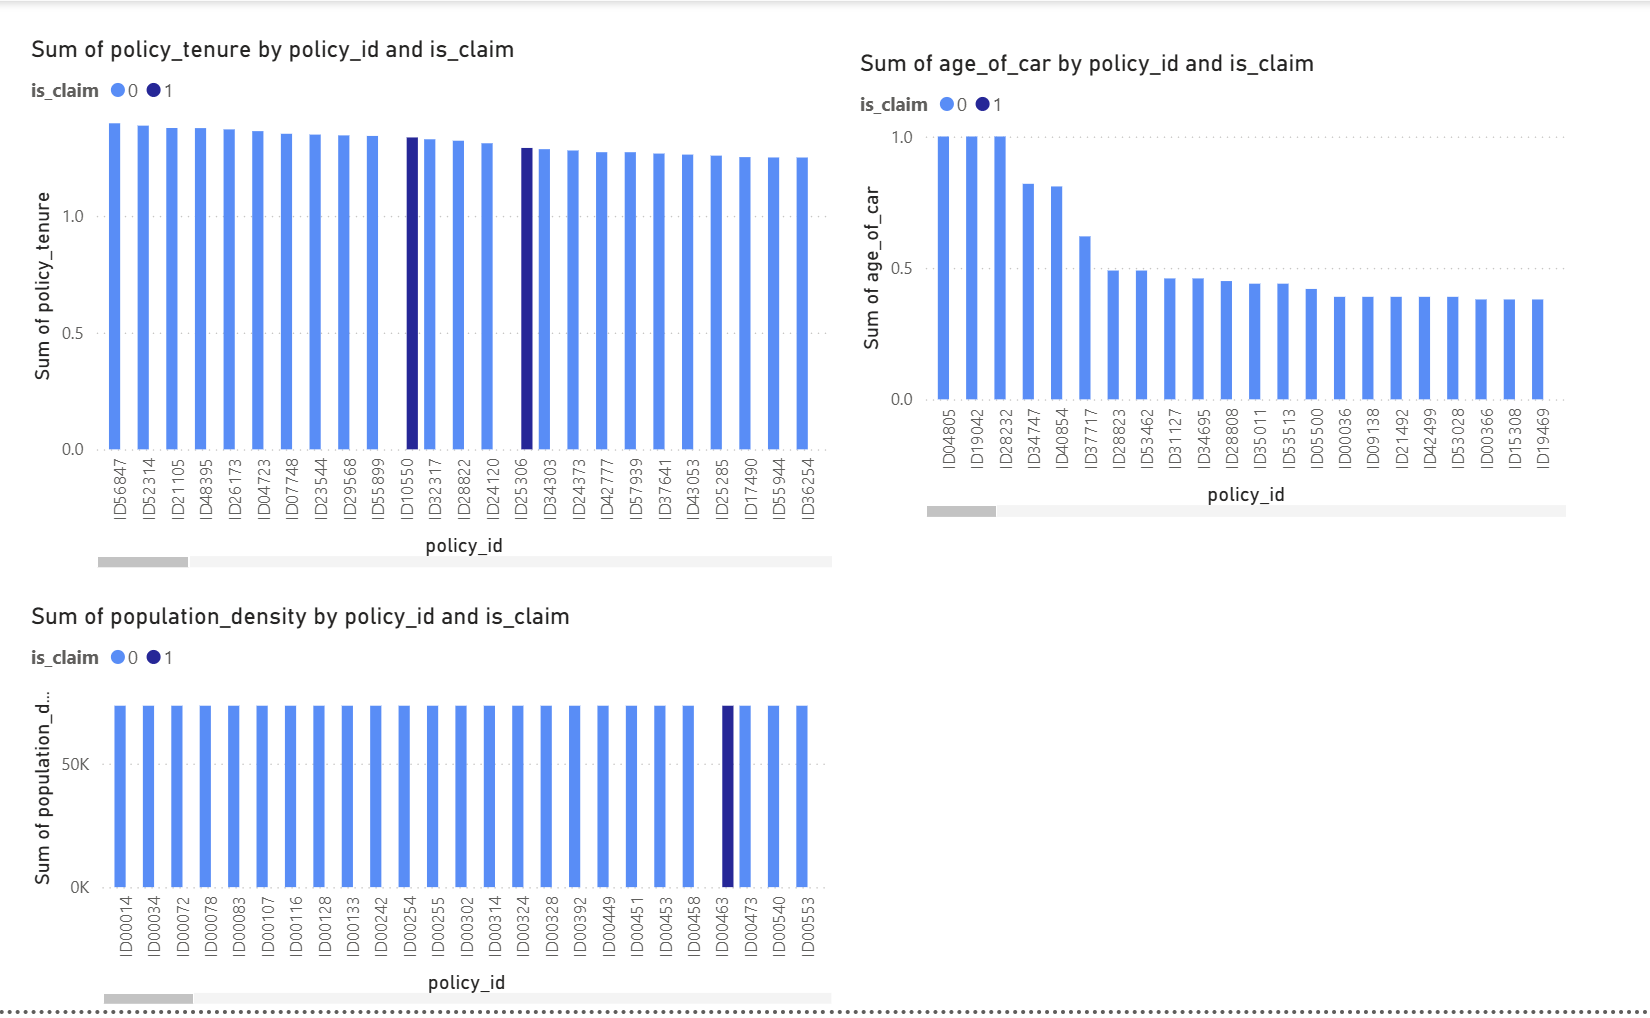 Sum of policy_tenure by policy_id and is_claim
is_claim 0 1
Sum of policy_tenure
1.0
0.5
0.0
ID56847
ID52314
ID21105
ID48395
ID26173
ID04723
ID07748
ID23544
ID29568
ID55899
ID10550
ID32317
ID28822
ID24120
ID25306
ID34303
ID24373
ID42777
ID57939
ID37641
ID43053
ID25285
ID17490
ID55944
ID36254
policy_id
Sum of age_of_car by policy_id and is_claim
is_claim 0 1
Sum of age_of_car
1.0
0.5
0.0
ID04805
ID19042
ID28232
ID34747
ID40854
ID37717
ID28823
ID53462
ID31127
ID34695
ID28808
ID35011
ID53513
ID05500
ID00036
ID09138
ID21492
ID42499
ID53028
ID00366
ID15308
ID19469
policy_id
Sum of population_density by policy_id and is_claim
is_claim 0 1
Sum of population_d...
50K
0K
ID00014
ID00034
ID00072
ID00078
ID00083
ID00107
ID00116
ID00128
ID00133
ID00242
ID00254
ID00255
ID00302
ID00314
ID00324
ID00328
ID00392
ID00449
ID00451
ID00453
ID00458
ID00463
ID00473
ID00540
ID00553
policy_id